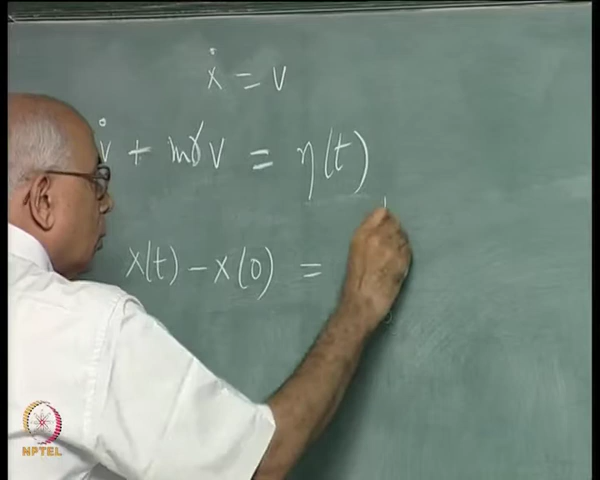 ẋ = v
v̇ + mγv = η(t)
x(t) − x(0) =
NPTEL